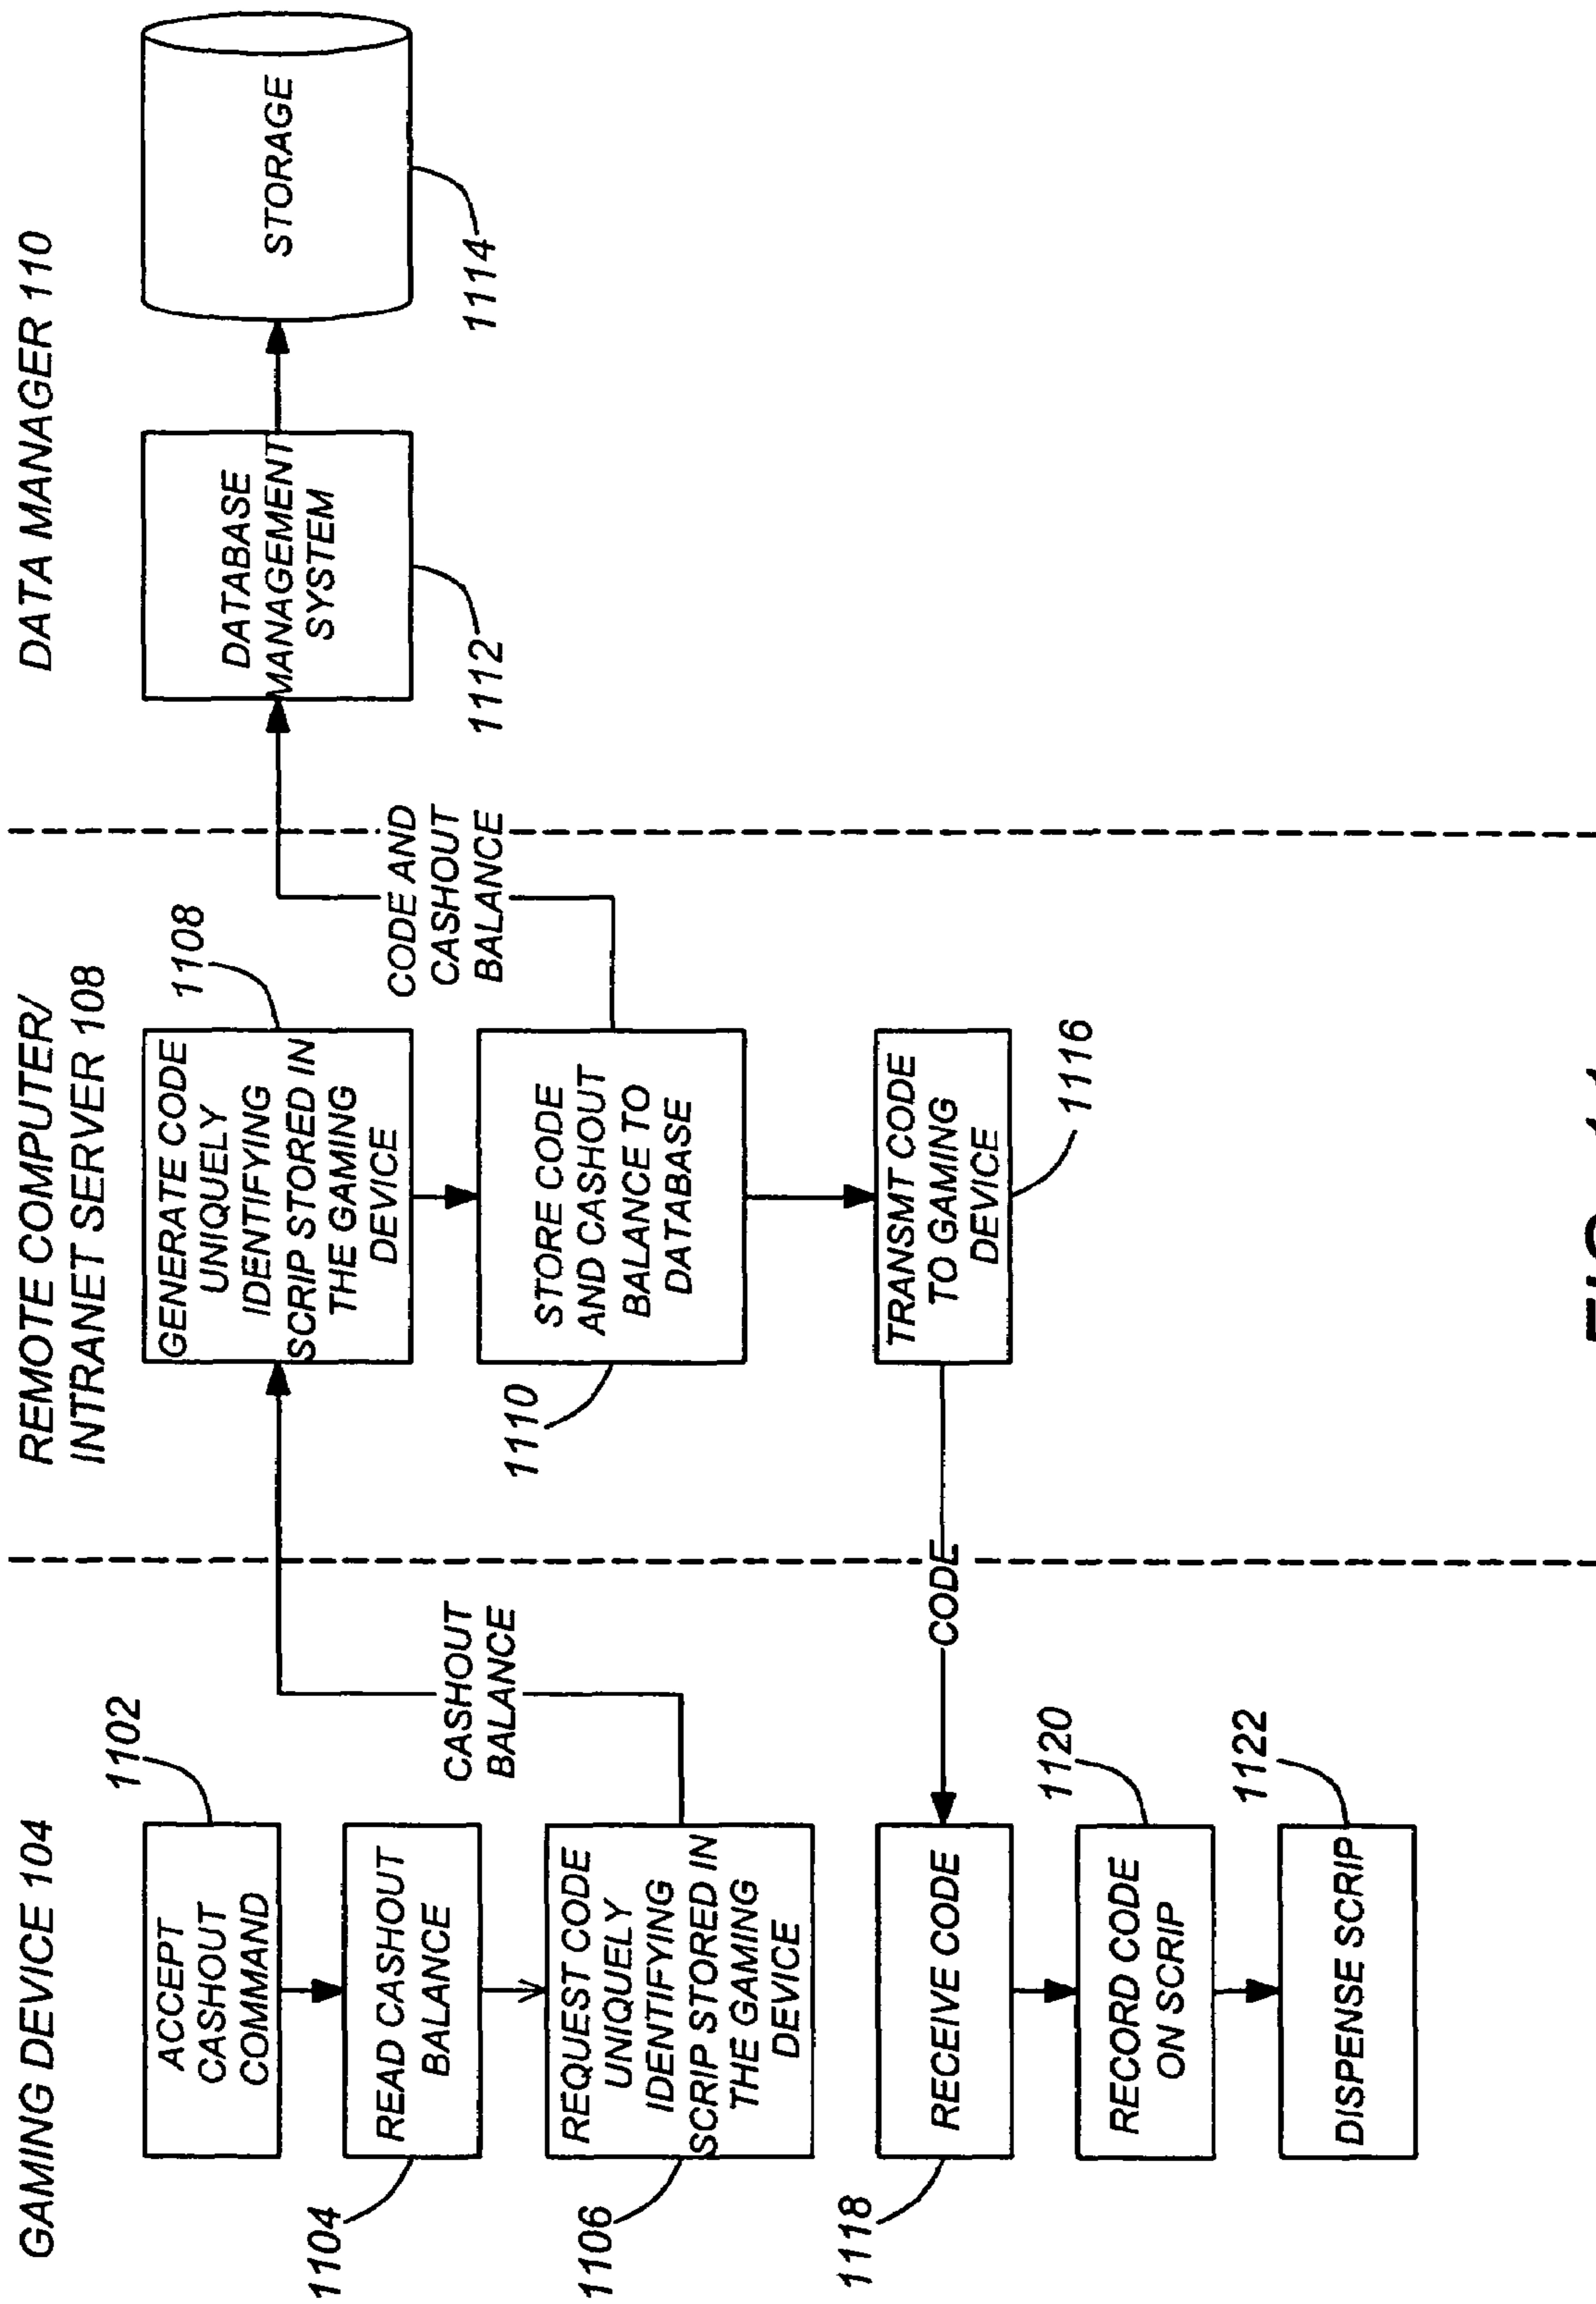 GAMING DEVICE 104
REMOTE COMPUTER/
INTRANET SERVER 108
DATA MANAGER 110
1102
ACCEPT
CASHOUT
COMMAND
1104
READ CASHOUT
BALANCE
1106
REQUEST CODE
UNIQUELY
IDENTIFYING
SCRIP STORED IN
THE GAMING
DEVICE
CASHOUT
BALANCE
1108
GENERATE CODE
UNIQUELY
IDENTIFYING
SCRIP STORED IN
THE GAMING
DEVICE
1110
STORE CODE
AND CASHOUT
BALANCE TO
DATABASE
CODE AND
CASHOUT
BALANCE
DATABASE
MANAGEMENT
SYSTEM
1112
STORAGE
1114
TRANSMT CODE
TO GAMING
DEVICE
1116
CODE
1118
RECEIVE CODE
1120
RECORD CODE
ON SCRIP
1122
DISPENSE SCRIP